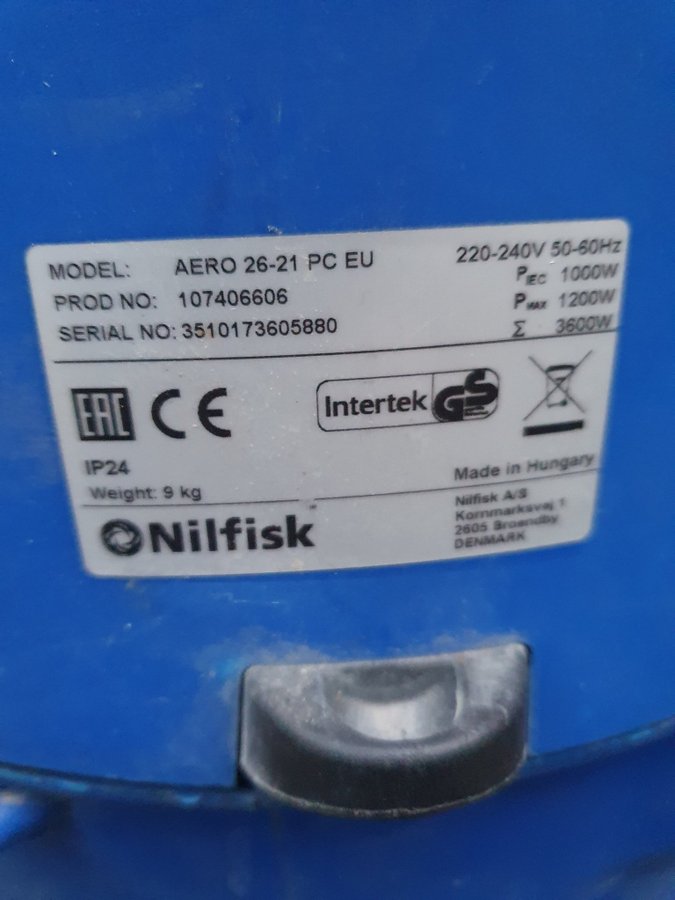 MODEL: AERO 26-21 PC EU
PROD NO: 107406606
SERIAL NO: 3510173605880
220-240V 50-60Hz
PIEC 1000W
PMAX 1200W
Σ 3600W
EAC CE
Intertek GS
IP24
Weight: 9 kg
Made in Hungary
Nilfisk
Nilfisk A/S
Kornmarksvej 1
2605 Broendby
DENMARK